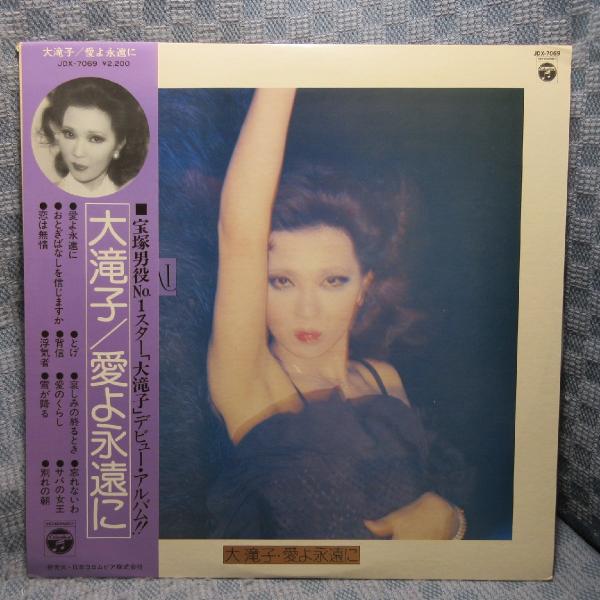 大滝子／愛よ永遠に
JDX-7069 ¥2,200
■宝塚男役No.1スター「大滝子」デビュー・アルバム!!
大滝子／愛よ永遠に
●愛よ永遠に
●おとぎばなしを信じますか
●恋は無情
●とげ
●背信
●浮気者
●哀しみの終るとき
●愛のくらし
●雪が降る
●忘れないわ
●サバの女王
●別れの朝
Columbia
発売元・日本コロムビア株式会社
JDX-7069
Columbia
大滝子・愛よ永遠に